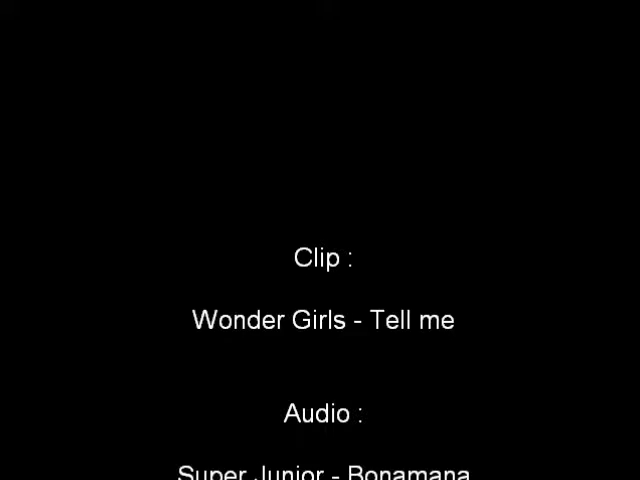 Clip :
Wonder Girls - Tell me
Audio :
Super Junior - Bonamana